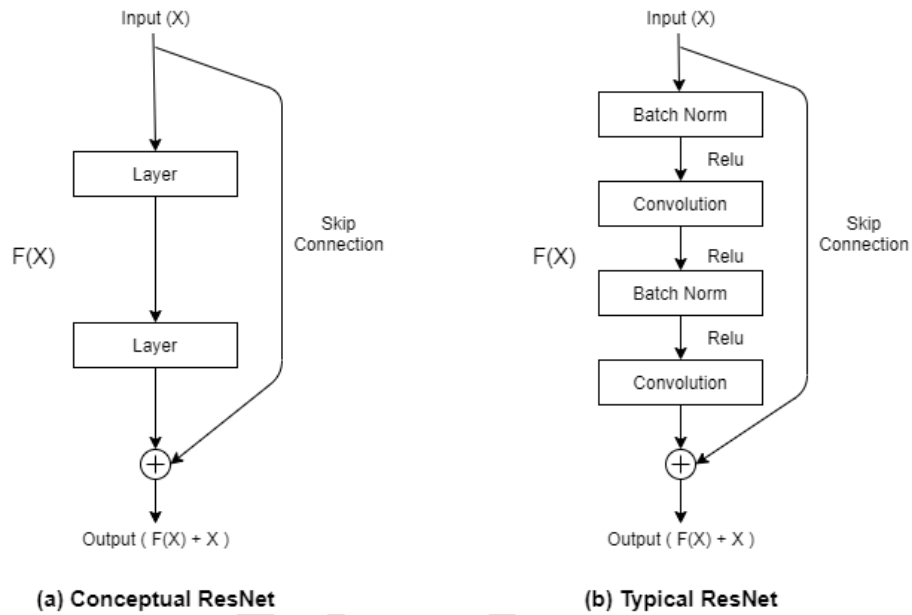 Input (X)
Layer
F(X)
Skip
Connection
Layer
+
Output ( F(X) + X )
(a) Conceptual ResNet
Input (X)
Batch Norm
Relu
Convolution
F(X)
Relu
Skip
Connection
Batch Norm
Relu
Convolution
+
Output ( F(X) + X )
(b) Typical ResNet